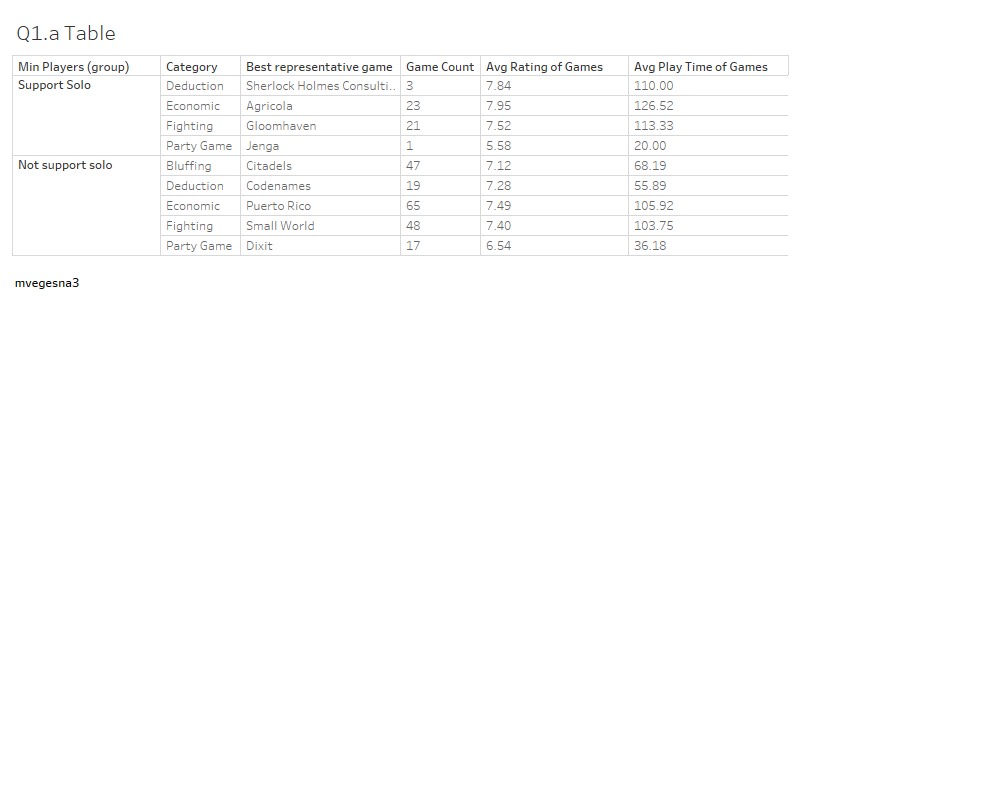 Q1.a Table
Min Players (group) Category Best representative game Game Count Avg Rating of Games Avg Play Time of Games
Support Solo Deduction Sherlock Holmes Consulti.. 3 7.84 110.00
Economic Agricola 23 7.95 126.52
Fighting Gloomhaven 21 7.52 113.33
Party Game Jenga 1 5.58 20.00
Not support solo Bluffing Citadels 47 7.12 68.19
Deduction Codenames 19 7.28 55.89
Economic Puerto Rico 65 7.49 105.92
Fighting Small World 48 7.40 103.75
Party Game Dixit 17 6.54 36.18
mvegesna3